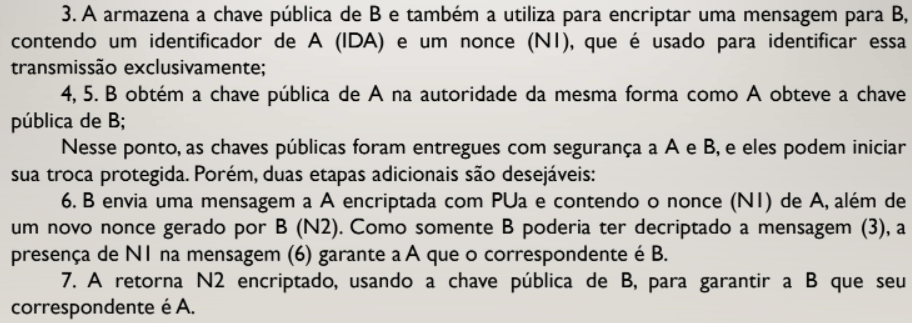 3. A armazena a chave pública de B e também a utiliza para encriptar uma mensagem para B,
contendo um identificador de A (IDA) e um nonce (N1), que é usado para identificar essa
transmissão exclusivamente;
4, 5. B obtém a chave pública de A na autoridade da mesma forma como A obteve a chave
pública de B;
Nesse ponto, as chaves públicas foram entregues com segurança a A e B, e eles podem iniciar
sua troca protegida. Porém, duas etapas adicionais são desejáveis:
6. B envia uma mensagem a A encriptada com PUa e contendo o nonce (N1) de A, além de
um novo nonce gerado por B (N2). Como somente B poderia ter decriptado a mensagem (3), a
presença de N1 na mensagem (6) garante a A que o correspondente é B.
7. A retorna N2 encriptado, usando a chave pública de B, para garantir a B que seu
correspondente é A.